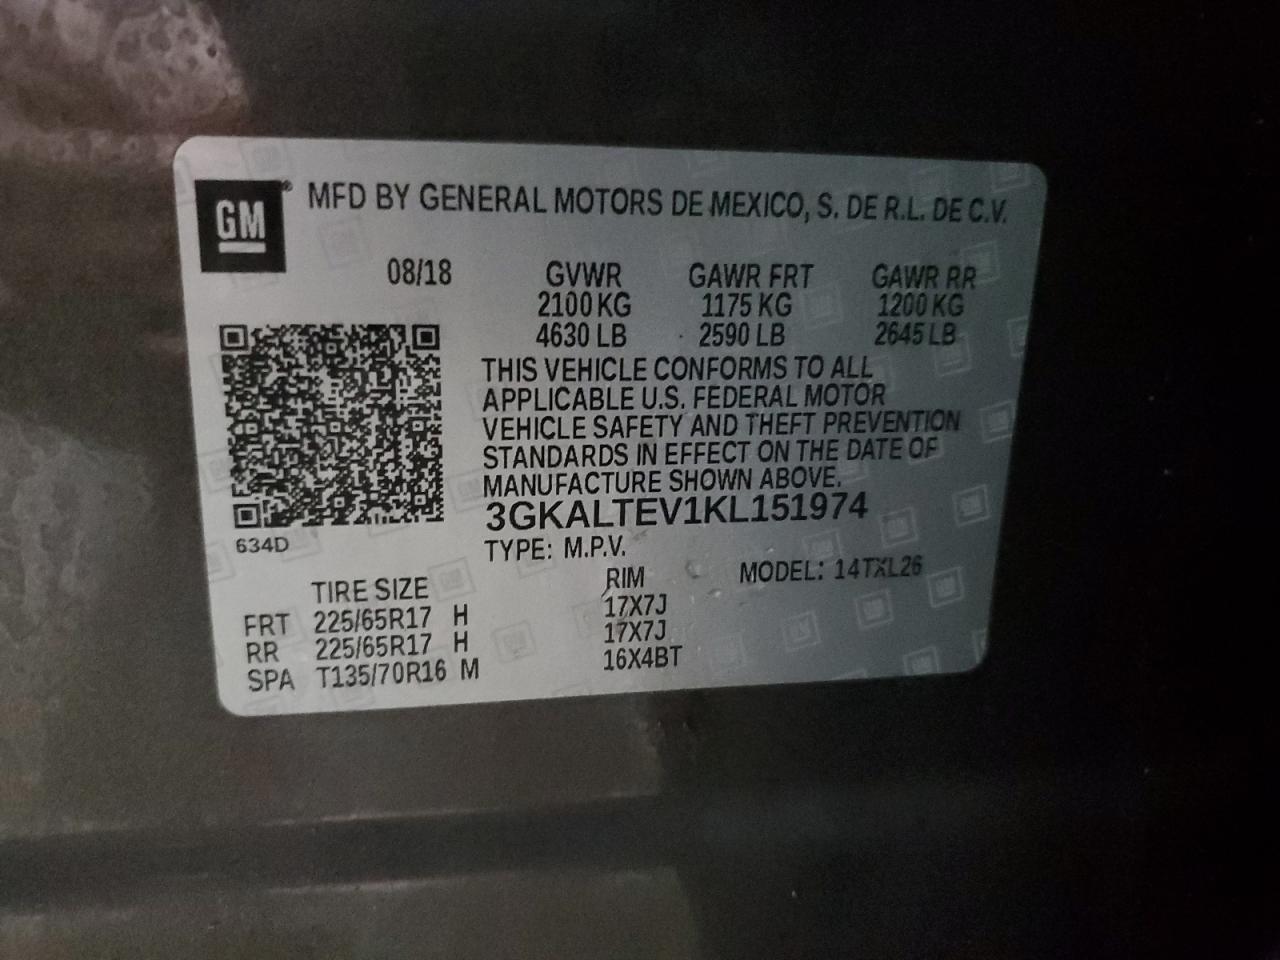 GM ® MFD BY GENERAL MOTORS DE MEXICO, S. DE R.L. DE C.V.
08/18 GVWR GAWR FRT GAWR RR
2100 KG 1175 KG 1200 KG
4630 LB 2590 LB 2645 LB
THIS VEHICLE CONFORMS TO ALL
APPLICABLE U.S. FEDERAL MOTOR
VEHICLE SAFETY AND THEFT PREVENTION
STANDARDS IN EFFECT ON THE DATE OF
MANUFACTURE SHOWN ABOVE.
3GKALTEV1KL151974
634D
TYPE: M.P.V.
TIRE SIZE RIM MODEL: 14TXL26
FRT 225/65R17 H 17X7J
RR 225/65R17 H 17X7J
SPA T135/70R16 M 16X4BT